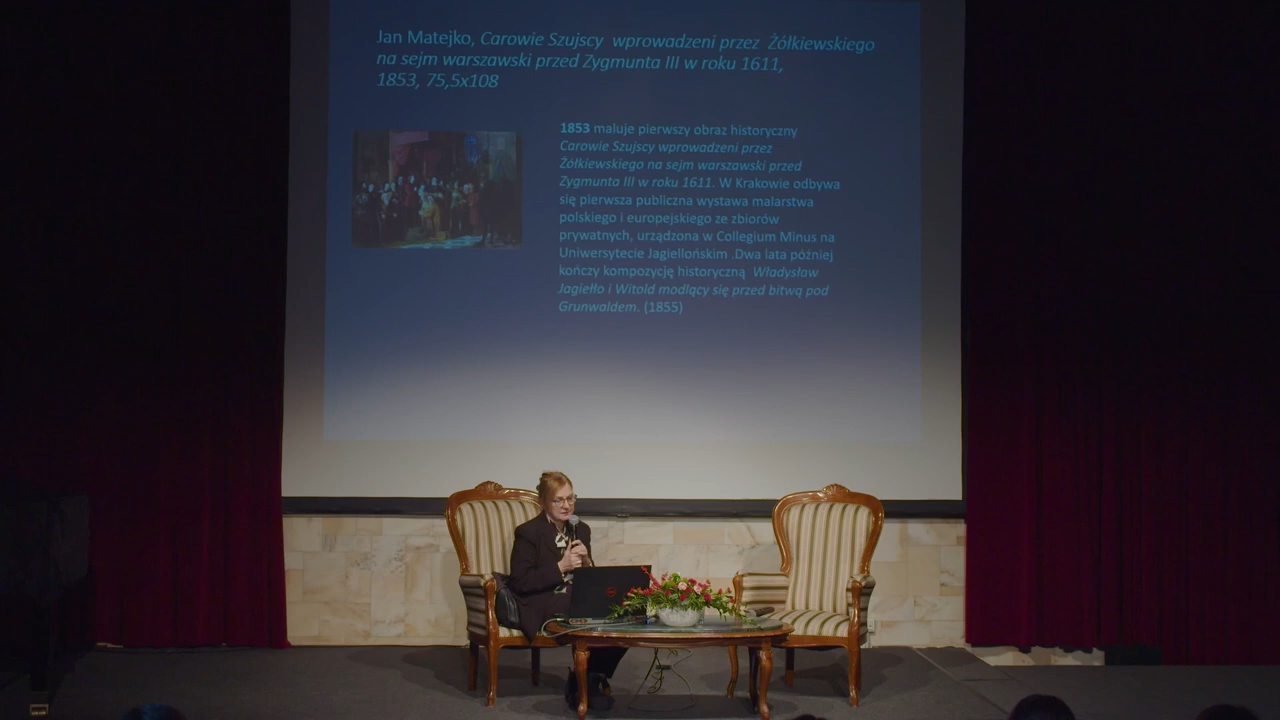 Jan Matejko, Carowie Szujscy wprowadzeni przez Żółkiewskiego
na sejm warszawski przed Zygmunta III w roku 1611,
1853, 75,5x108
1853 maluje pierwszy obraz historyczny
Carowie Szujscy wprowadzeni przez
Żółkiewskiego na sejm warszawski przed
Zygmunta III w roku 1611. W Krakowie odbywa
się pierwsza publiczna wystawa malarstwa
polskiego i europejskiego ze zbiorów
prywatnych, urządzona w Collegium Minus na
Uniwersytecie Jagiellońskim .Dwa lata później
kończy kompozycję historyczną Władysław
Jagiełło i Witold modlący się przed bitwą pod
Grunwaldem. (1855)